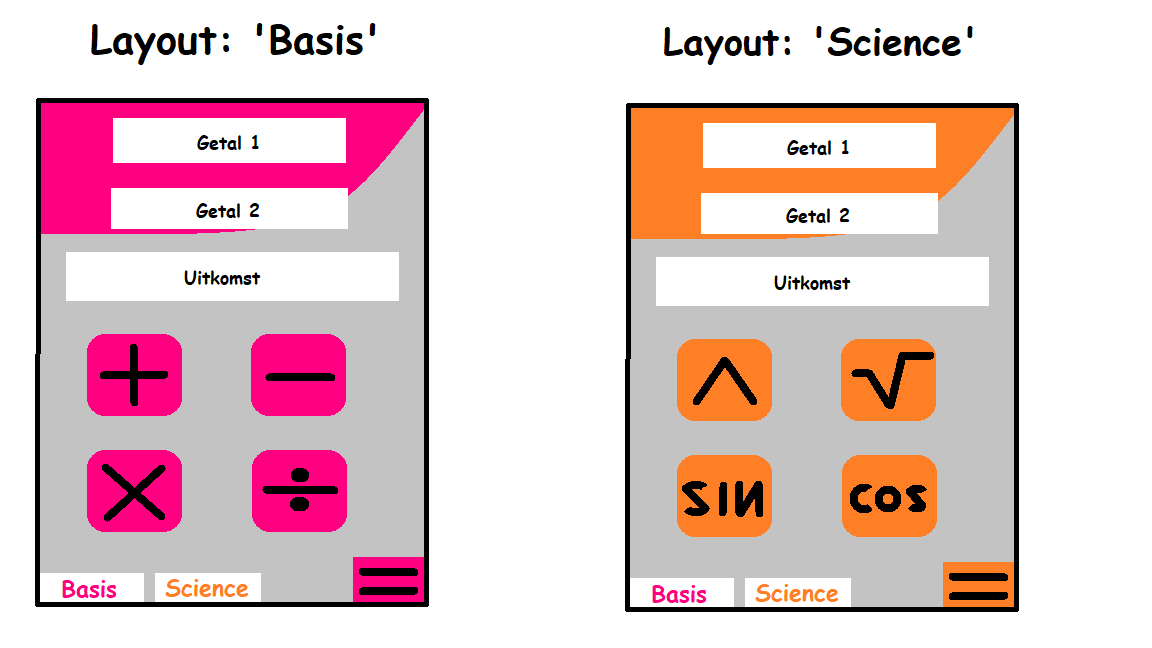 Layout: 'Basis'
Getal 1
Getal 2
Uitkomst
+ −
× ÷
Basis Science
Layout: 'Science'
Getal 1
Getal 2
Uitkomst
^ √
SIN cos
Basis Science